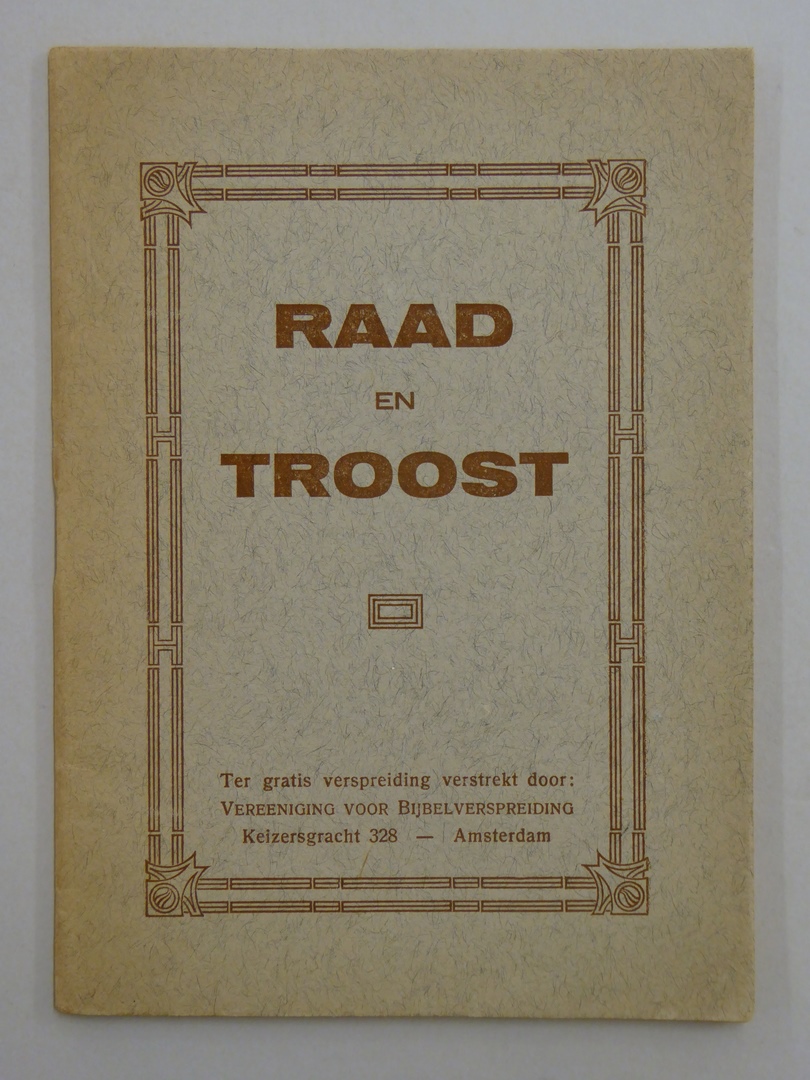 RAAD
EN
TROOST
Ter gratis verspreiding verstrekt door:
VEREENIGING VOOR BIJBELVERSPREIDING
Keizersgracht 328 — Amsterdam